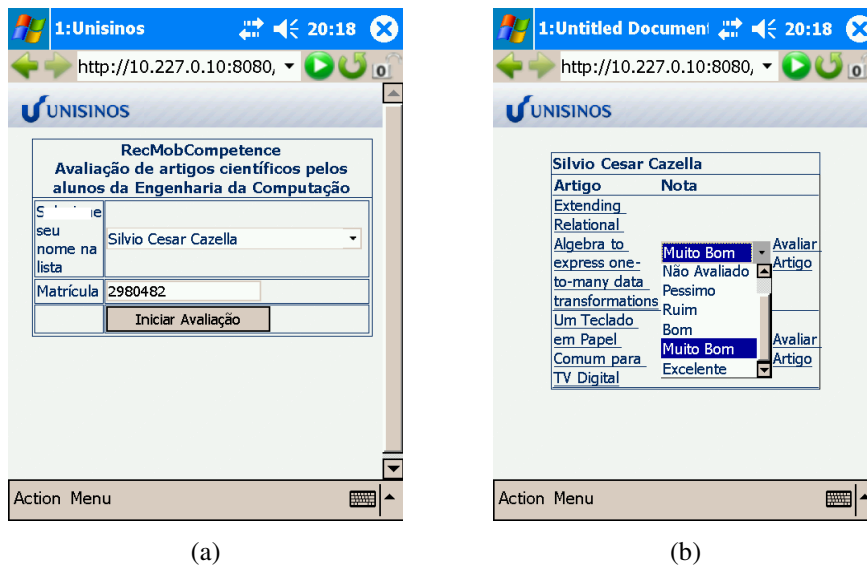 1:Unisinos 20:18
http://10.227.0.10:8080,
UNISINOS
RecMobCompetence
Avaliação de artigos científicos pelos
alunos da Engenharia da Computação
seu
nome na
lista
Silvio Cesar Cazella
Matrícula 2980482
Iniciar Avaliação
Action Menu
(a)
1:Untitled Document 20:18
http://10.227.0.10:8080,
UNISINOS
Silvio Cesar Cazella
Artigo Nota
Extending
Relational
Algebra to
express one-
to-many data
transformations
Muito Bom
Avaliar
Artigo
Não Avaliado
Pessimo
Ruim
Bom
Muito Bom
Excelente
Um Teclado
em Papel
Comum para
TV Digital
Avaliar
Artigo
Action Menu
(b)